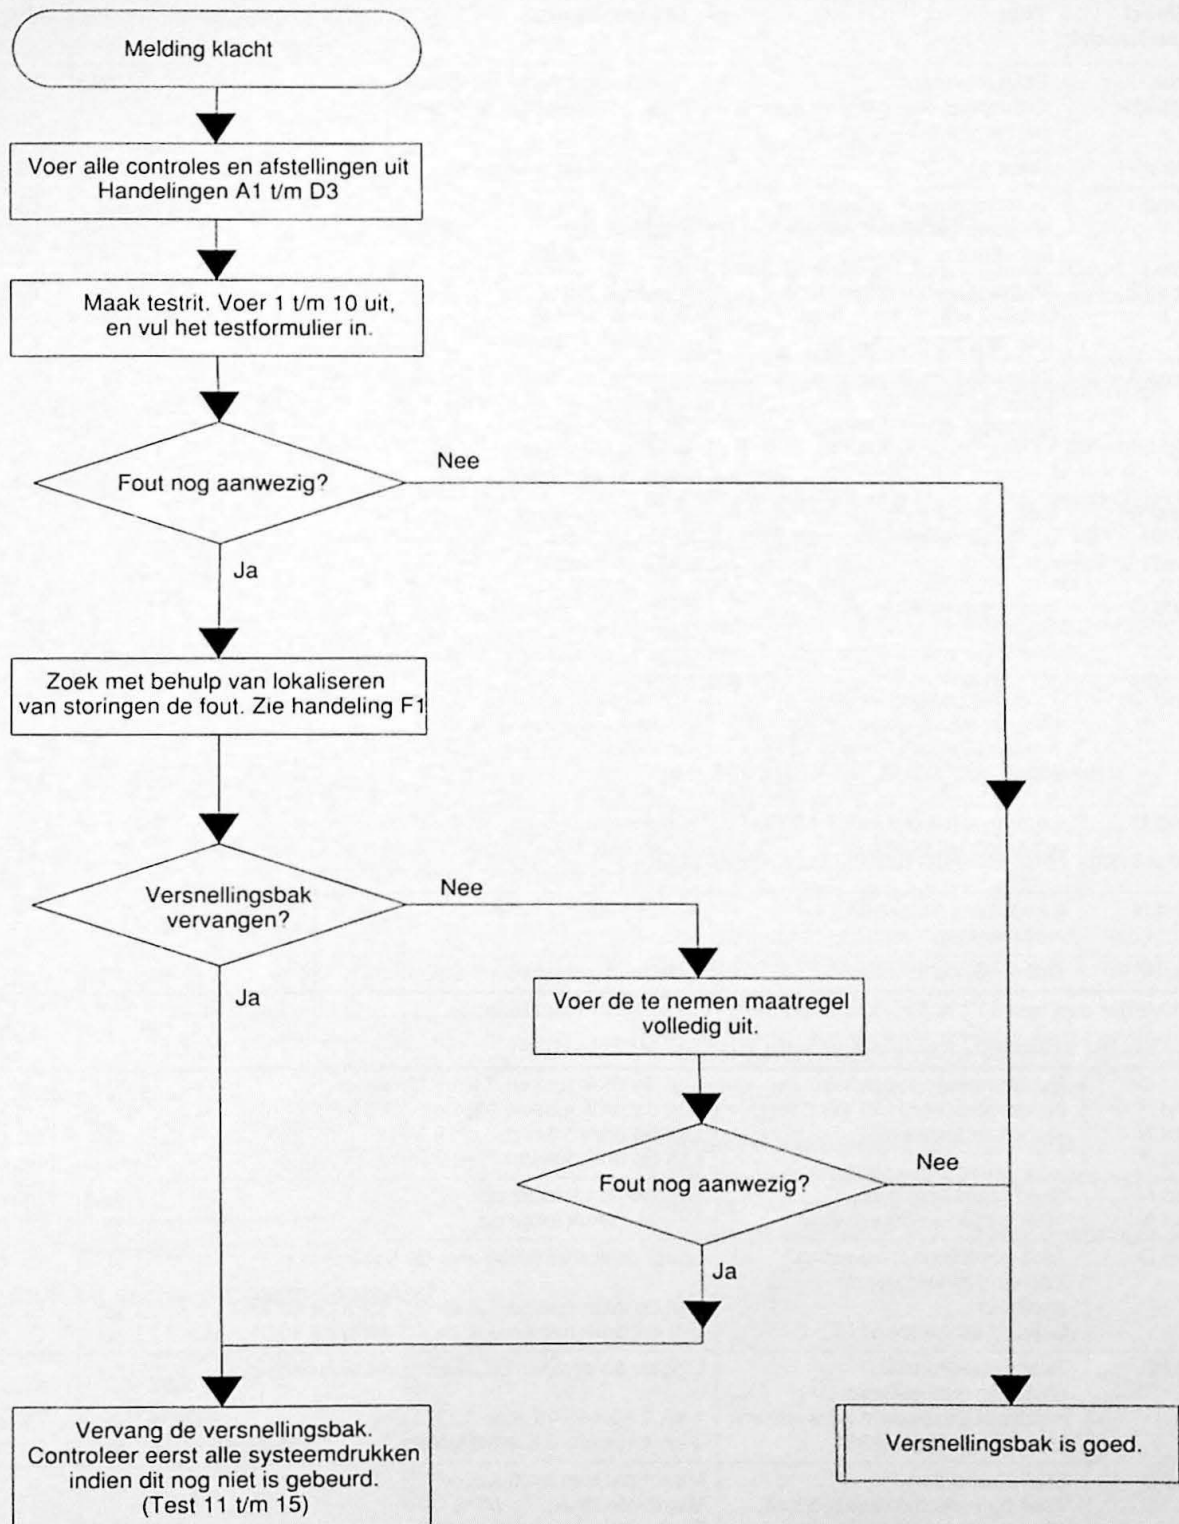 Melding klacht
Voer alle controles en afstellingen uit
Handelingen A1 t/m D3
Maak testrit. Voer 1 t/m 10 uit,
en vul het testformulier in.
Fout nog aanwezig?
Nee
Ja
Zoek met behulp van lokaliseren
van storingen de fout. Zie handeling F1
Versnellingsbak
vervangen?
Nee
Ja
Voer de te nemen maatregel
volledig uit.
Fout nog aanwezig?
Nee
Ja
Vervang de versnellingsbak.
Controleer eerst alle systeemdrukken
indien dit nog niet is gebeurd.
(Test 11 t/m 15)
Versnellingsbak is goed.